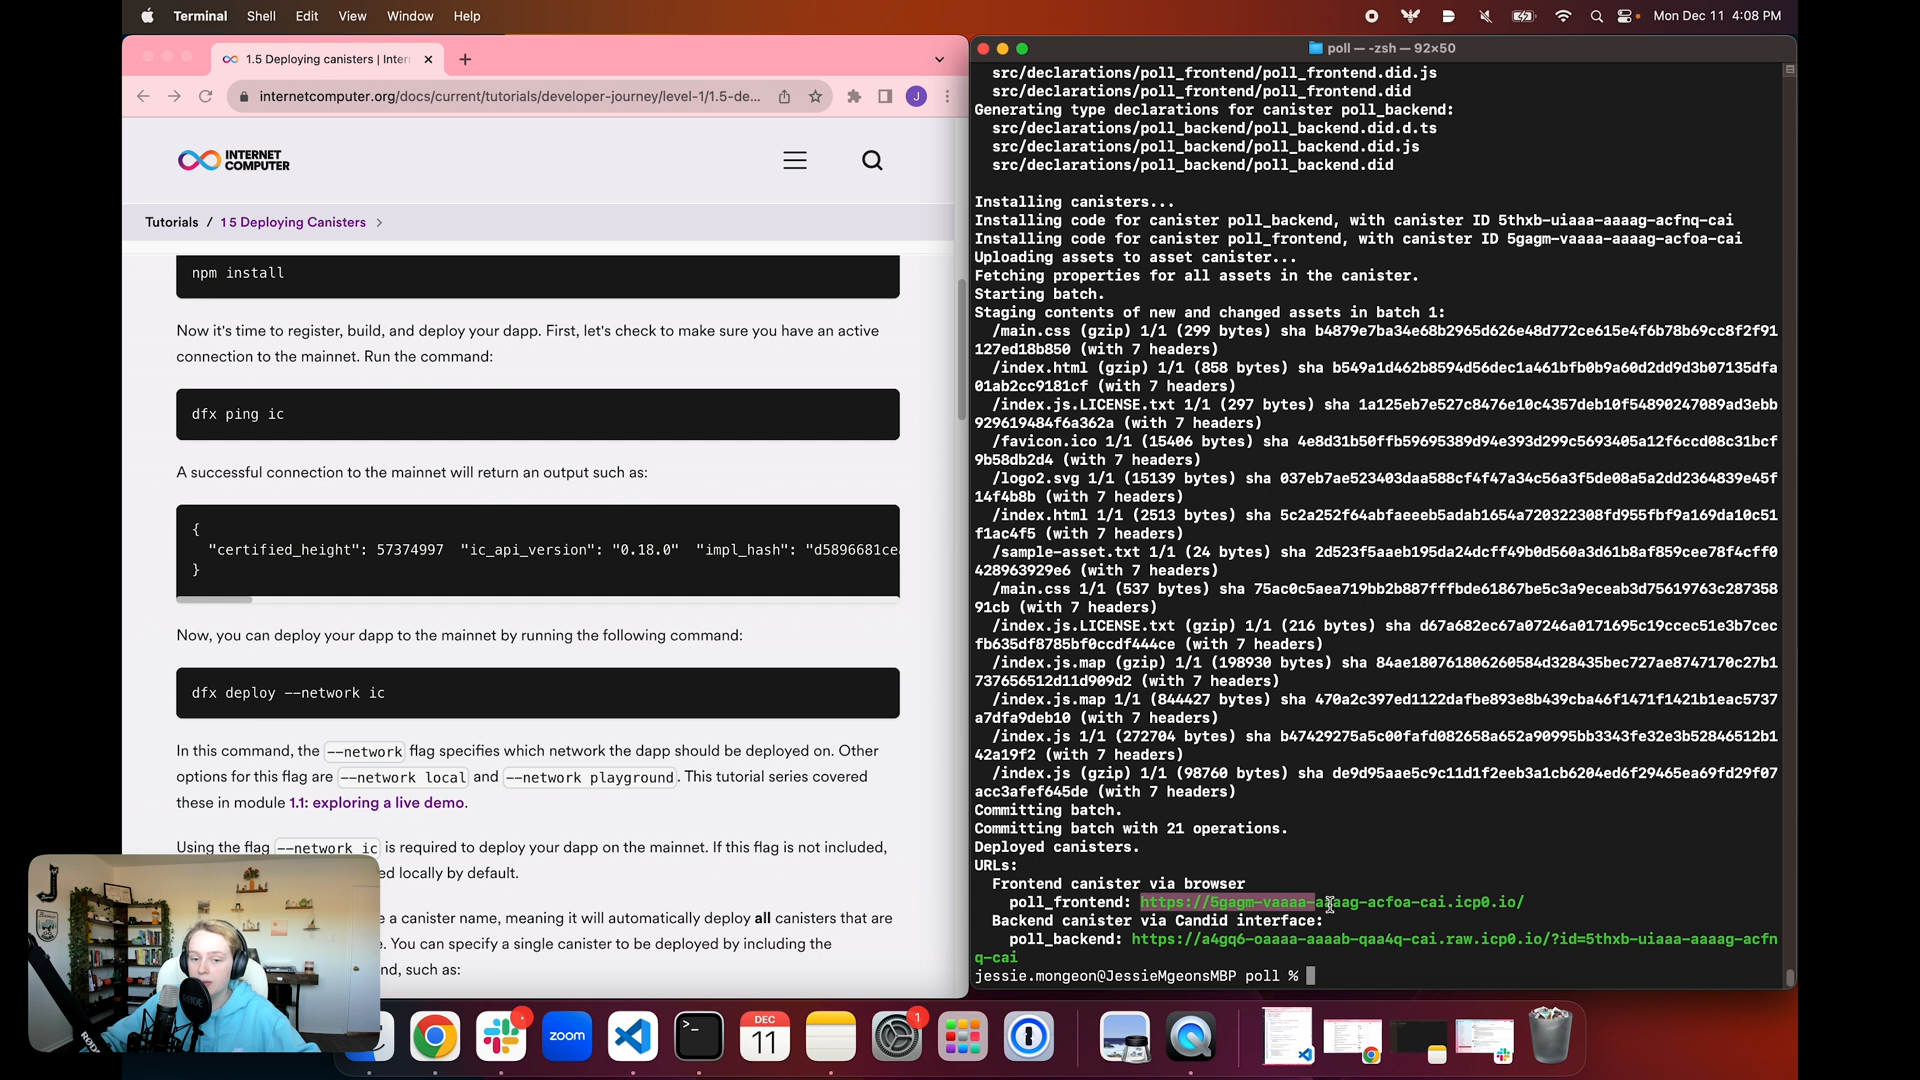 Terminal Shell Edit View Window Help
Mon Dec 11 4:08 PM
1.5 Deploying canisters | Inter
internetcomputer.org/docs/current/tutorials/developer-journey/level-1/1.5-de...
J
INTERNET
COMPUTER
Tutorials / 1 5 Deploying Canisters >
npm install
Now it's time to register, build, and deploy your dapp. First, let's check to make sure you have an active
connection to the mainnet. Run the command:
dfx ping ic
A successful connection to the mainnet will return an output such as:
{
"certified_height": 57374997 "ic_api_version": "0.18.0" "impl_hash": "d5896681cea
}
Now, you can deploy your dapp to the mainnet by running the following command:
dfx deploy --network ic
In this command, the --network flag specifies which network the dapp should be deployed on. Other
options for this flag are --network local and --network playground. This tutorial series covered
these in module 1.1: exploring a live demo.
Using the flag --network ic is required to deploy your dapp on the mainnet. If this flag is not included,
ed locally by default.
e a canister name, meaning it will automatically deploy all canisters that are
e. You can specify a single canister to be deployed by including the
nd, such as:
poll — -zsh — 92×50
src/declarations/poll_frontend/poll_frontend.did.js
src/declarations/poll_frontend/poll_frontend.did
Generating type declarations for canister poll_backend:
src/declarations/poll_backend/poll_backend.did.d.ts
src/declarations/poll_backend/poll_backend.did.js
src/declarations/poll_backend/poll_backend.did
Installing canisters...
Installing code for canister poll_backend, with canister ID 5thxb-uiaaa-aaaag-acfnq-cai
Installing code for canister poll_frontend, with canister ID 5gagm-vaaaa-aaaag-acfoa-cai
Uploading assets to asset canister...
Fetching properties for all assets in the canister.
Starting batch.
Staging contents of new and changed assets in batch 1:
/main.css (gzip) 1/1 (299 bytes) sha b4879e7ba34e68b2965d626e48d772ce615e4f6b78b69cc8f2f91
127ed18b850 (with 7 headers)
/index.html (gzip) 1/1 (858 bytes) sha b549a1d462b8594d56dec1a461bfb0b9a60d2dd9d3b07135dfa
01ab2cc9181cf (with 7 headers)
/index.js.LICENSE.txt 1/1 (297 bytes) sha 1a125eb7e527c8476e10c4357deb10f54890247089ad3ebb
929619484f6a362a (with 7 headers)
/favicon.ico 1/1 (15406 bytes) sha 4e8d31b50ffb59695389d94e393d299c5693405a12f6ccd08c31bcf
9b58db2d4 (with 7 headers)
/logo2.svg 1/1 (15139 bytes) sha 037eb7ae523403daa588cf4f47a34c56a3f5de08a5a2dd2364839e45f
14f4b8b (with 7 headers)
/index.html 1/1 (2513 bytes) sha 5c2a252f64abfaeeeb5adab1654a720322308fd955fbf9a169da10c51
f1ac4f5 (with 7 headers)
/sample-asset.txt 1/1 (24 bytes) sha 2d523f5aaeb195da24dcff49b0d560a3d61b8af859cee78f4cff0
428963929e6 (with 7 headers)
/main.css 1/1 (537 bytes) sha 75ac0c5aea719bb2b887fffbde61867be5c3a9eceab3d75619763c287358
91cb (with 7 headers)
/index.js.LICENSE.txt (gzip) 1/1 (216 bytes) sha d67a682ec67a07246a0171695c19ccec51e3b7cec
fb635df8785bf0ccdf444ce (with 7 headers)
/index.js.map (gzip) 1/1 (198930 bytes) sha 84ae180761806260584d328435bec727ae8747170c27b1
737656512d11d909d2 (with 7 headers)
/index.js.map 1/1 (844427 bytes) sha 470a2c397ed1122dafbe893e8b439cba46f1471f1421b1eac5737
a7dfa9deb10 (with 7 headers)
/index.js 1/1 (272704 bytes) sha b47429275a5c00fafd082658a652a90995bb3343fe32e3b52846512b1
42a19f2 (with 7 headers)
/index.js (gzip) 1/1 (98760 bytes) sha de9d95aae5c9c11d1f2eeb3a1cb6204ed6f29465ea69fd29f07
acc3afef645de (with 7 headers)
Committing batch.
Committing batch with 21 operations.
Deployed canisters.
URLs:
Frontend canister via browser
poll_frontend: https://5gagm-vaaaa-aaaag-acfoa-cai.icp0.io/
Backend canister via Candid interface:
poll_backend: https://a4gq6-oaaaa-aaaab-qaa4q-cai.raw.icp0.io/?id=5thxb-uiaaa-aaaag-acfn
q-cai
jessie.mongeon@JessieMgeonsMBP poll %
RØDE
zoom
DEC
11
1